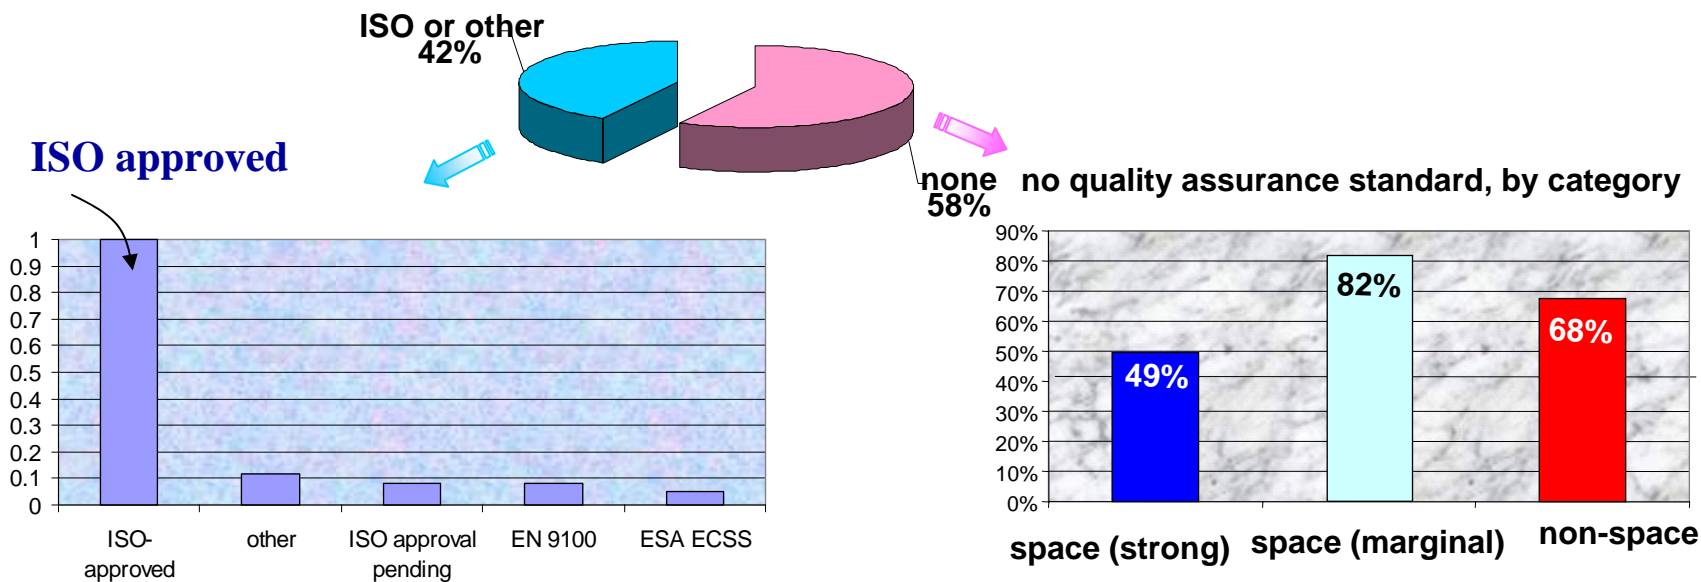 ISO or other
42%
none
58%
ISO approved
1
0.9
0.8
0.7
0.6
0.5
0.4
0.3
0.2
0.1
0
ISO-
approved
other
ISO approval
pending
EN 9100
ESA ECSS
no quality assurance standard, by category
90%
80%
70%
60%
50%
40%
30%
20%
10%
0%
49%
82%
68%
space (strong)
space (marginal)
non-space